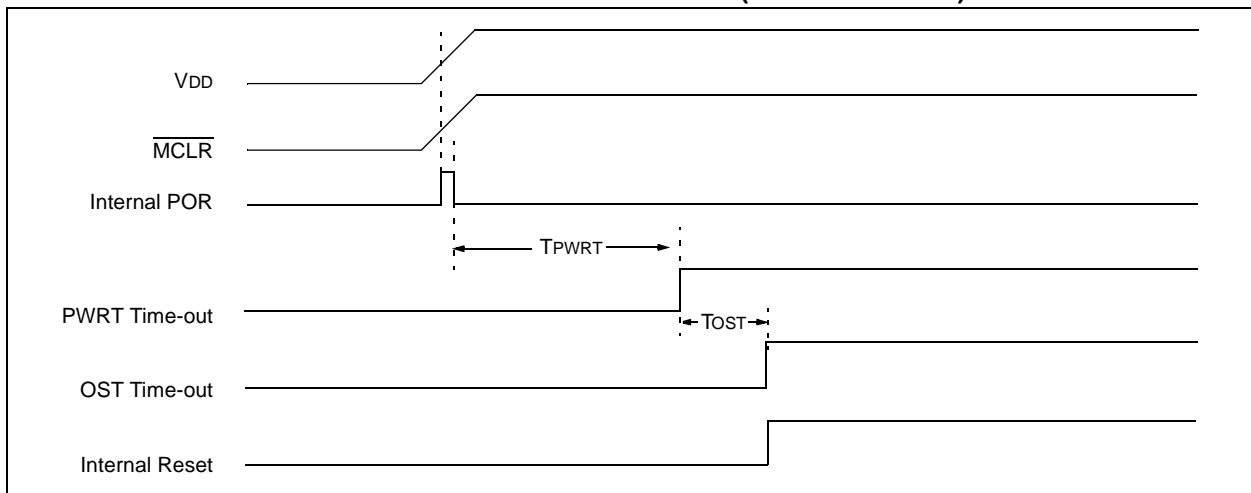 VDD
MCLR
Internal POR
TPWRT
PWRT Time-out
TOST
OST Time-out
Internal Reset